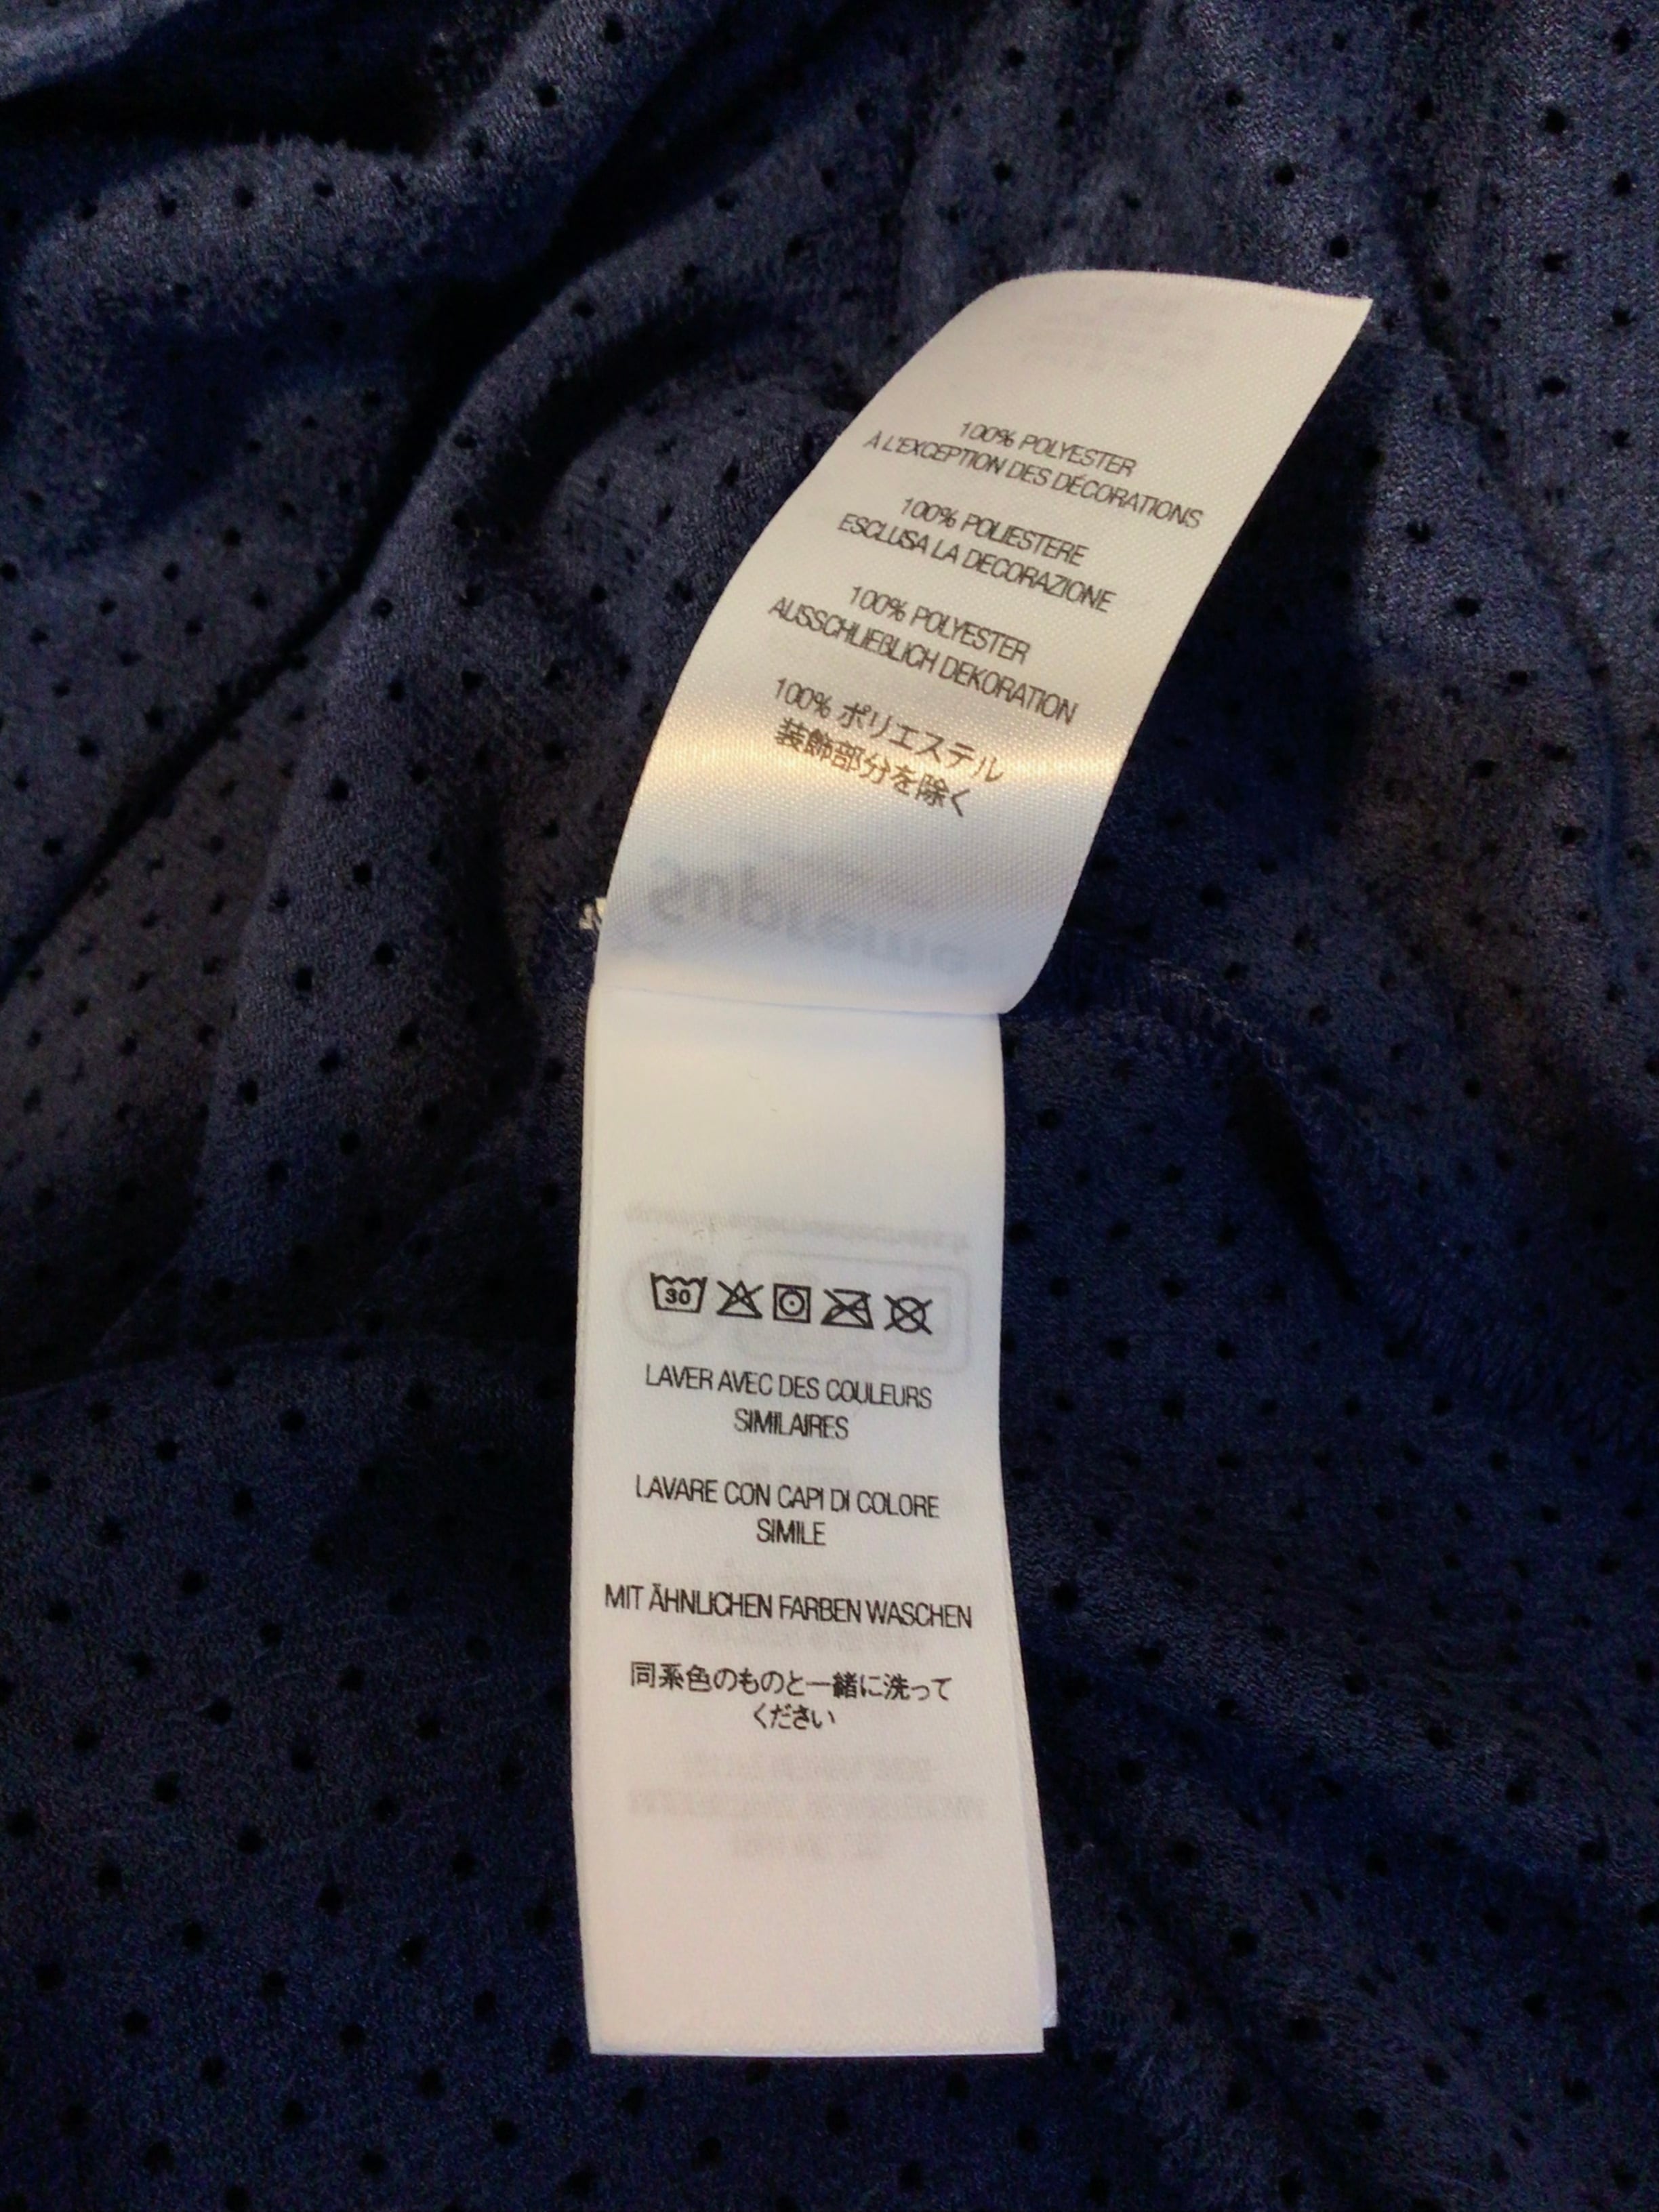 100% POLYESTER
A L'EXCEPTION DES DÉCORATIONS
100% POLIESTERE
ESCLUSA LA DECORAZIONE
100% POLYESTER
AUSSCHLIEBLICH DEKORATION
100% ポリエステル
装飾部分を除く
Supreme
30
LAVER AVEC DES COULEURS
SIMILAIRES
LAVARE CON CAPI DI COLORE
SIMILE
MIT ÄHNLICHEN FARBEN WASCHEN
同系色のものと一緒に洗って
ください